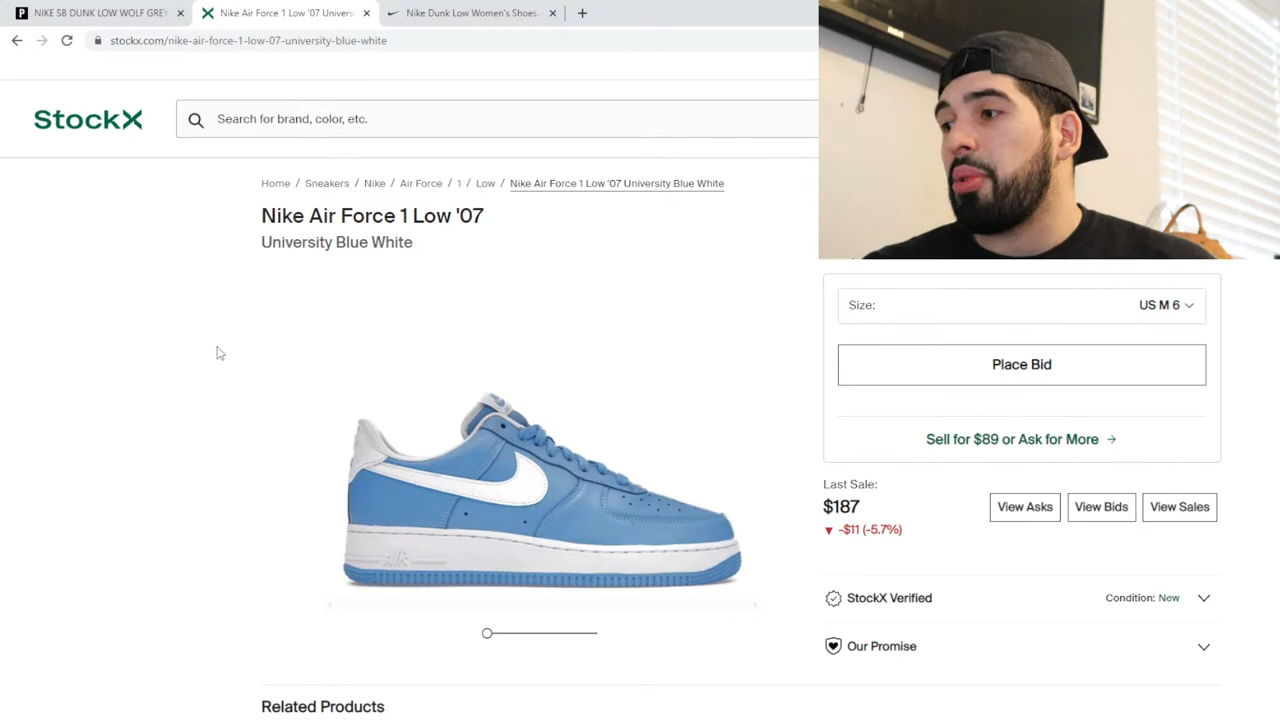 NIKE SB DUNK LOW WOLF GREY
Nike Air Force 1 Low '07 Univers
Nike Dunk Low Women's Shoes.
stockx.com/nike-air-force-1-low-07-university-blue-white
StockX
Search for brand, color, etc.
Home / Sneakers / Nike / Air Force / 1 / Low / Nike Air Force 1 Low '07 University Blue White
Nike Air Force 1 Low '07
University Blue White
Size:
US M 6
Place Bid
Sell for $89 or Ask for More →
Last Sale:
$187
▼ -$11 (-5.7%)
View Asks
View Bids
View Sales
StockX Verified
Condition: New
Our Promise
AIR
Related Products